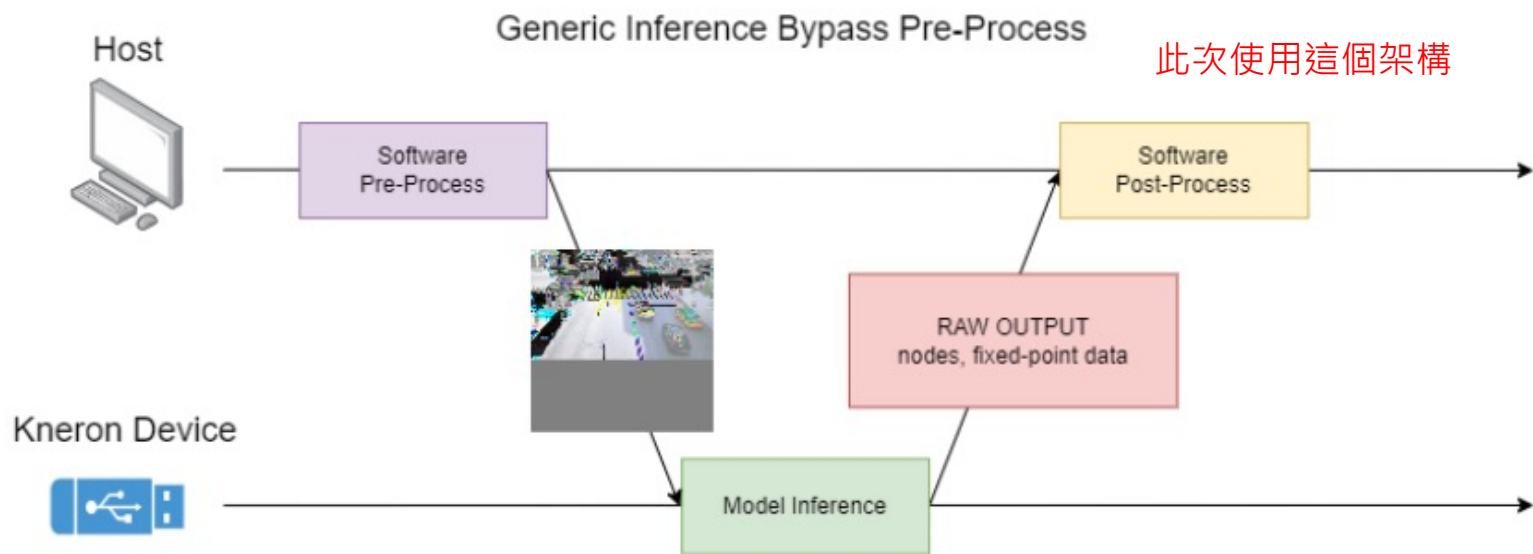 Generic Inference Bypass Pre-Process
此次使用這個架構
Host
Software
Pre-Process
Software
Post-Process
RAW OUTPUT
nodes, fixed-point data
Kneron Device
Model Inference